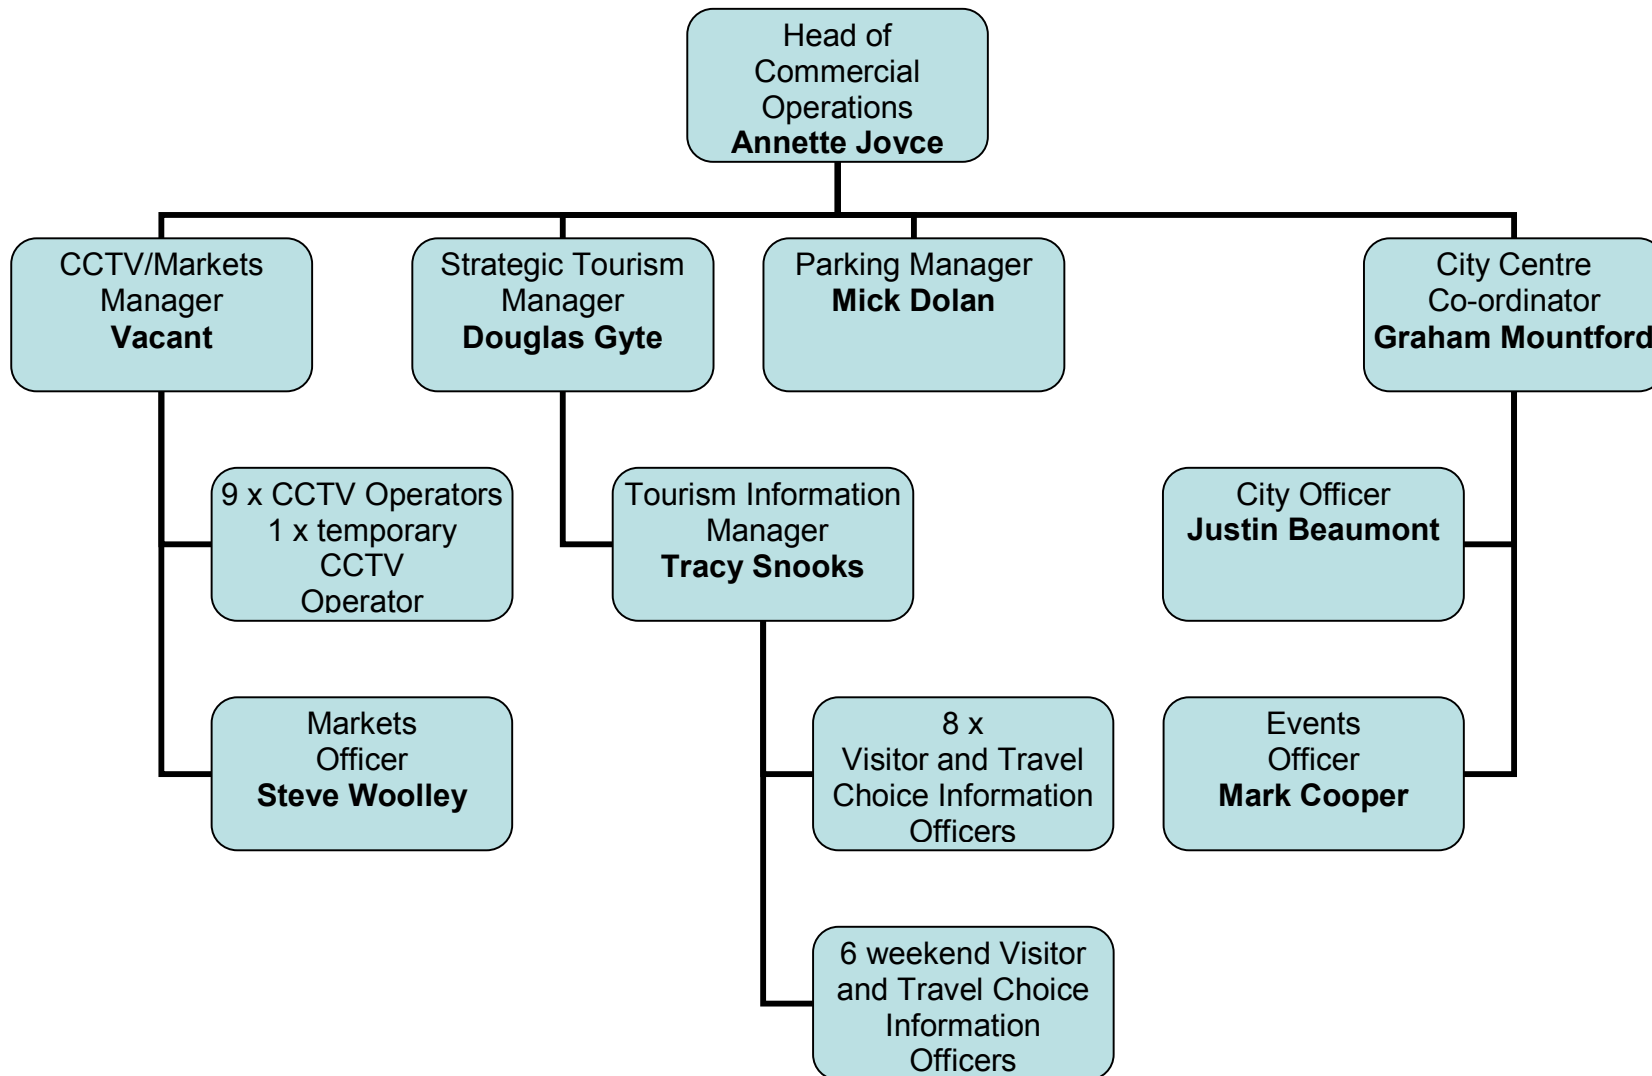 Head of
Commercial
Operations
Annette Joyce
CCTV/Markets
Manager
Vacant
Strategic Tourism
Manager
Douglas Gyte
Parking Manager
Mick Dolan
City Centre
Co-ordinator
Graham Mountford
9 x CCTV Operators
1 x temporary
CCTV
Operator
Tourism Information
Manager
Tracy Snooks
City Officer
Justin Beaumont
Markets
Officer
Steve Woolley
8 x
Visitor and Travel
Choice Information
Officers
Events
Officer
Mark Cooper
6 weekend Visitor
and Travel Choice
Information
Officers